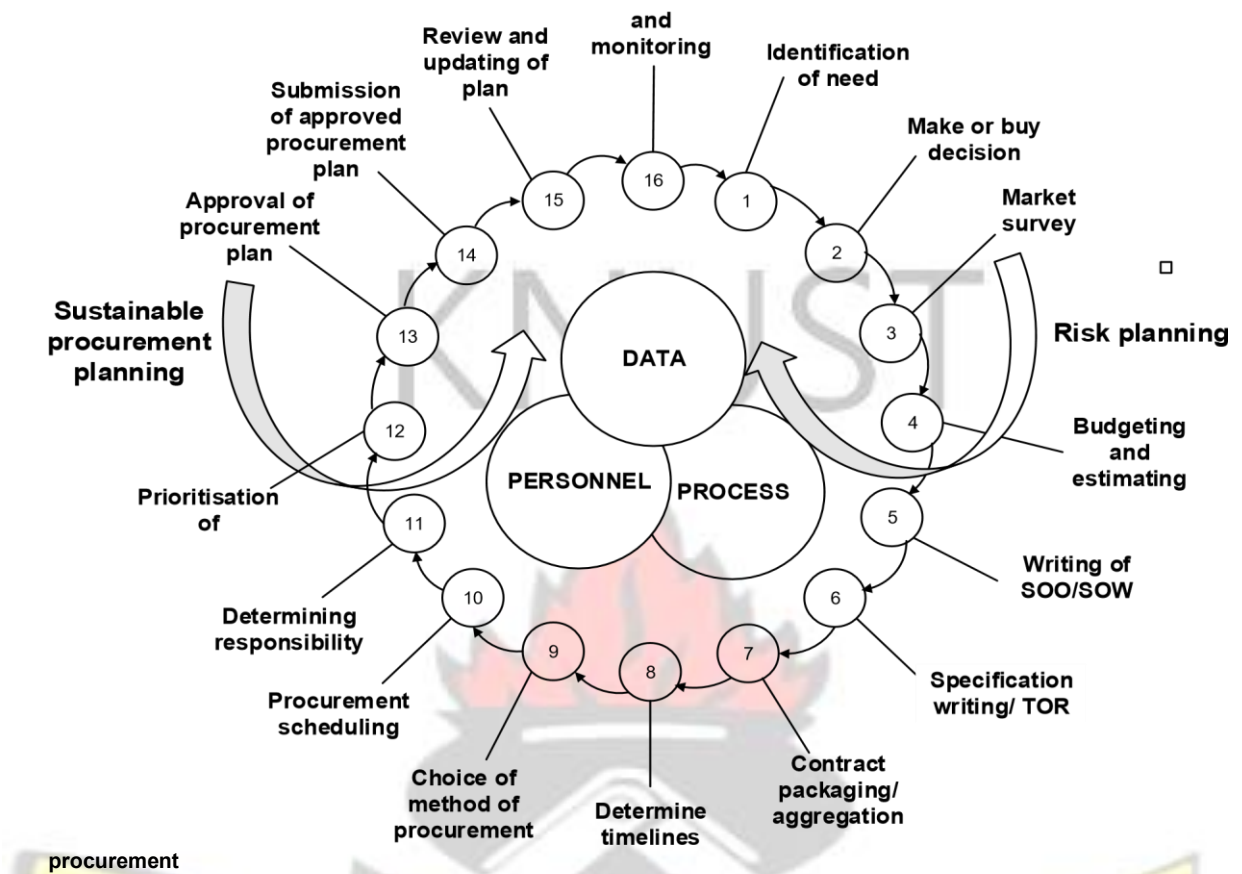 and
monitoring
Identification
of need
Make or buy
decision
Market
survey
Risk planning
Budgeting
and
estimating
Writing of
SOO/SOW
Specification
writing/ TOR
Contract
packaging/
aggregation
Determine
timelines
Choice of
method of
procurement
Procurement
scheduling
Determining
responsibility
Prioritisation
of
Sustainable
procurement
planning
Approval of
procurement
plan
Submission
of approved
procurement
plan
Review and
updating of
plan
16
1
2
3
4
5
6
7
8
9
10
11
12
13
14
15
DATA
PERSONNEL
PROCESS
KNUST
procurement